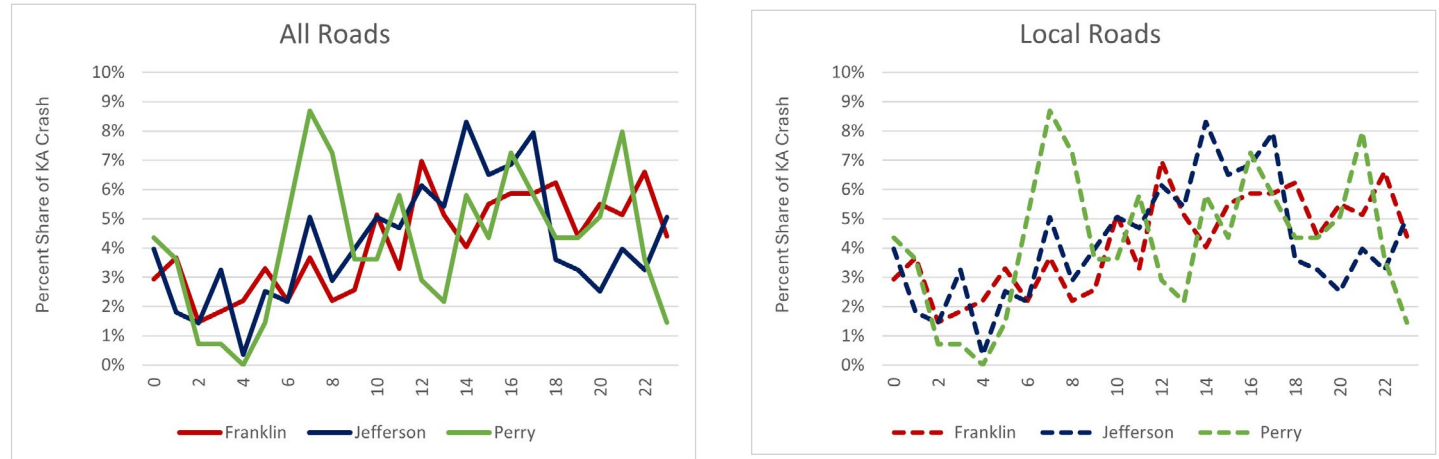 All Roads
Percent Share of KA Crash
10%
9%
8%
7%
6%
5%
4%
3%
2%
1%
0%
0 2 4 6 8 10 12 14 16 18 20 22
Franklin Jefferson Perry
Local Roads
Percent Share of KA Crash
10%
9%
8%
7%
6%
5%
4%
3%
2%
1%
0%
0 2 4 6 8 10 12 14 16 18 20 22
Franklin Jefferson Perry